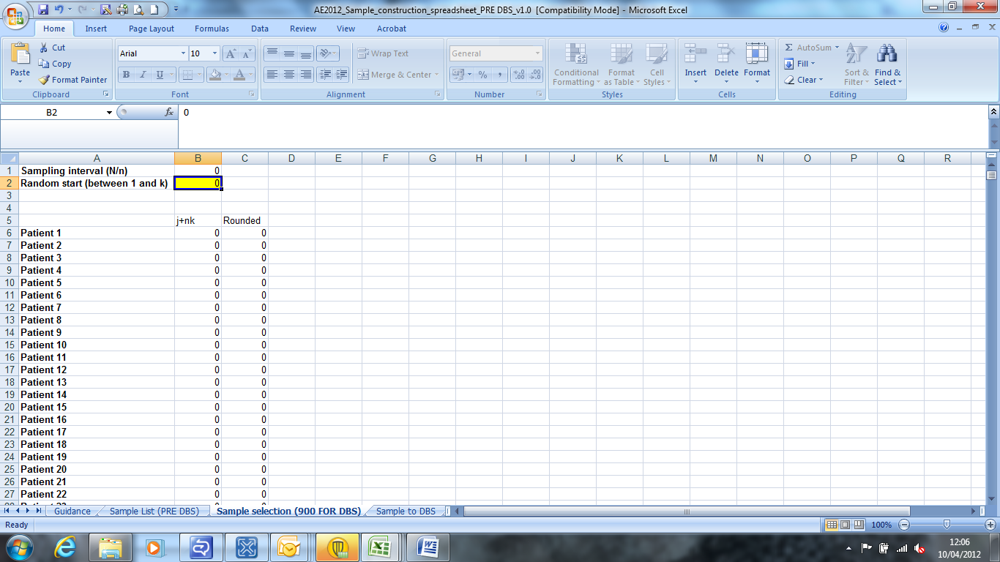 AE2012_Sample_construction_spreadsheet_PRE DBS_v1.0 [Compatibility Mode] - Microsoft Excel
Home Insert Page Layout Formulas Data Review View Acrobat
Paste
Cut
Copy
Format Painter
Clipboard
Arial 10
B I U
Font
Wrap Text
Merge & Center
Alignment
General
Number
Conditional Formatting
Format as Table
Cell Styles
Styles
Insert Delete Format
Cells
AutoSum
Fill
Clear
Sort & Filter
Find & Select
Editing
B2 fx 0
A B C D E F G H I J K L M N O P Q R
1 Sampling interval (N/n) 0
2 Random start (between 1 and k) 0
3
4
5 j+nk Rounded
6 Patient 1 0 0
7 Patient 2 0 0
8 Patient 3 0 0
9 Patient 4 0 0
10 Patient 5 0 0
11 Patient 6 0 0
12 Patient 7 0 0
13 Patient 8 0 0
14 Patient 9 0 0
15 Patient 10 0 0
16 Patient 11 0 0
17 Patient 12 0 0
18 Patient 13 0 0
19 Patient 14 0 0
20 Patient 15 0 0
21 Patient 16 0 0
22 Patient 17 0 0
23 Patient 18 0 0
24 Patient 19 0 0
25 Patient 20 0 0
26 Patient 21 0 0
27 Patient 22 0 0
Guidance Sample List (PRE DBS) Sample selection (900 FOR DBS) Sample to DBS
Ready 100%
12:06
10/04/2012